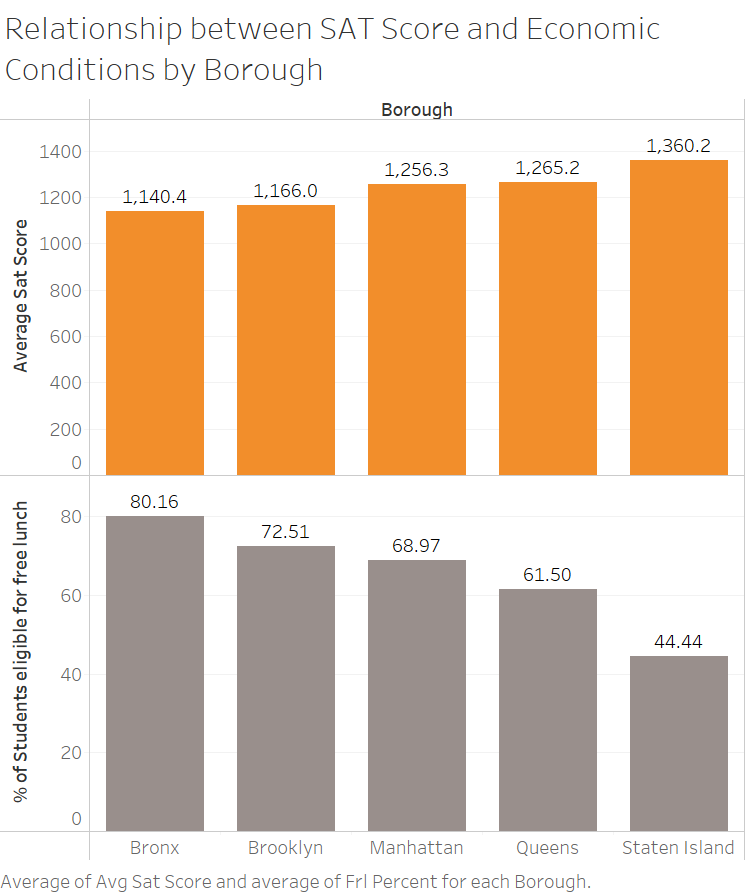 Relationship between SAT Score and Economic
Conditions by Borough
Borough
Average Sat Score
1400
1200
1000
800
600
400
200
0
1,140.4
1,166.0
1,256.3
1,265.2
1,360.2
% of Students eligible for free lunch
80
60
40
20
0
80.16
72.51
68.97
61.50
44.44
Bronx
Brooklyn
Manhattan
Queens
Staten Island
Average of Avg Sat Score and average of Frl Percent for each Borough.